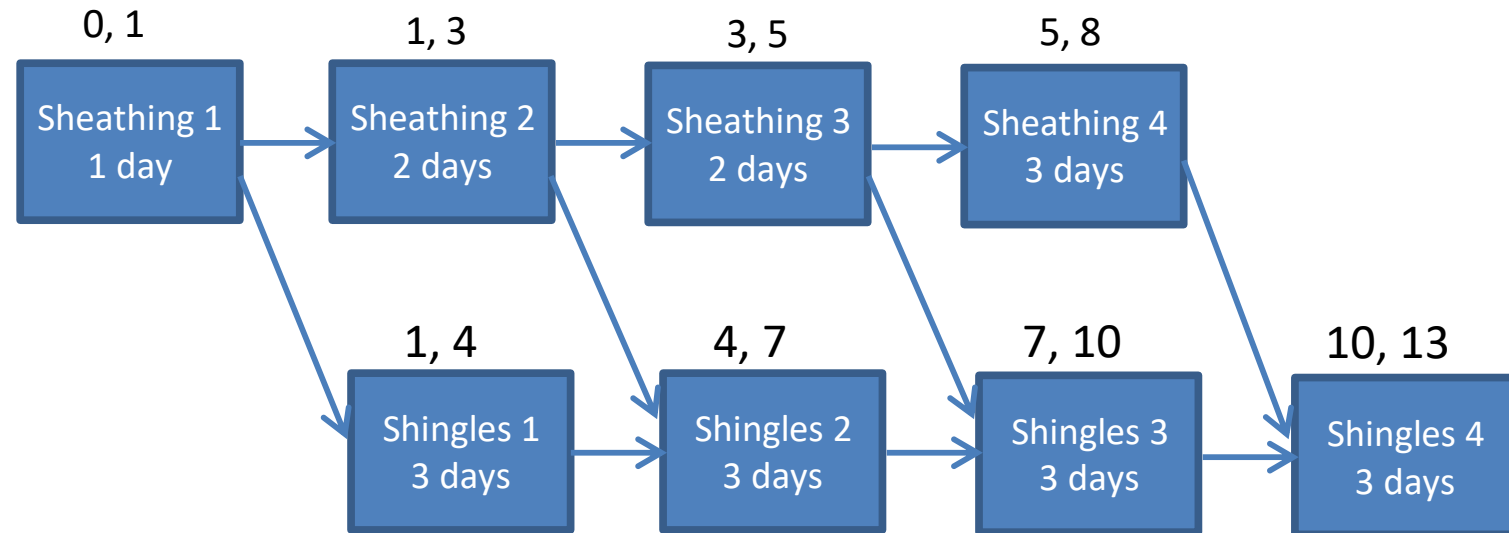 0, 1
1, 3
3, 5
5, 8
Sheathing 1
1 day
Sheathing 2
2 days
Sheathing 3
2 days
Sheathing 4
3 days
1, 4
4, 7
7, 10
10, 13
Shingles 1
3 days
Shingles 2
3 days
Shingles 3
3 days
Shingles 4
3 days